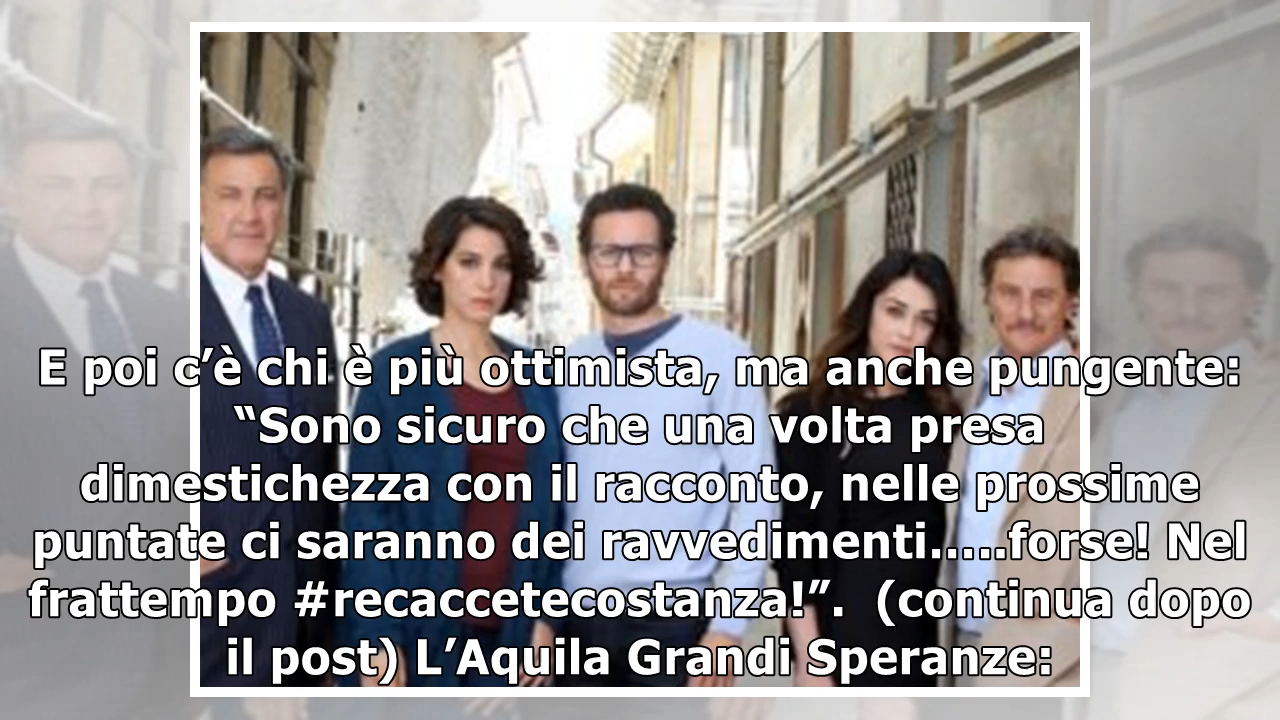 E poi c’è chi è più ottimista, ma anche pungente:
“Sono sicuro che una volta presa
dimestichezza con il racconto, nelle prossime
puntate ci saranno dei ravvedimenti…..forse! Nel
frattempo #recaccetecostanza!”.  (continua dopo
il post) L’Aquila Grandi Speranze: